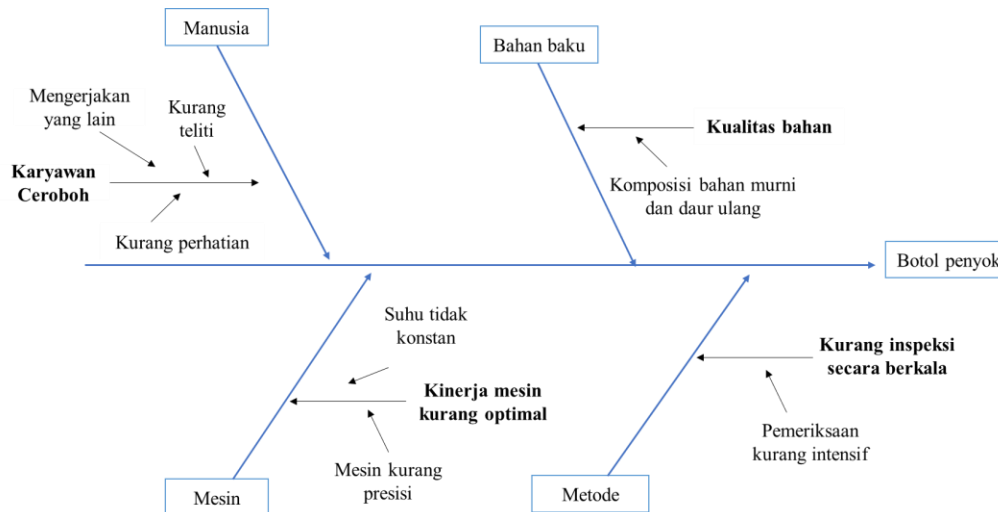 Manusia
Bahan baku
Mengerjakan
yang lain
Kurang
teliti
Karyawan
Ceroboh
Kurang perhatian
Kualitas bahan
Komposisi bahan murni
dan daur ulang
Botol penyok
Suhu tidak
konstan
Kinerja mesin
kurang optimal
Mesin kurang
presisi
Kurang inspeksi
secara berkala
Pemeriksaan
kurang intensif
Mesin
Metode